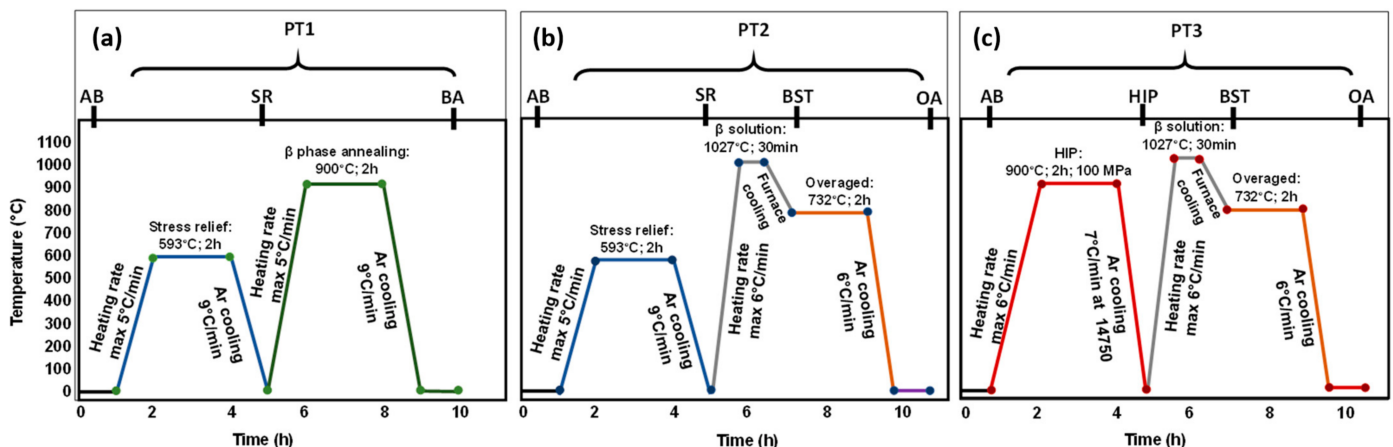 (a)
PT1
AB
SR
BA
Temperature (°C)
1100
1000
900
800
700
600
500
400
300
200
100
0
Heating rate
max 5°C/min
Stress relief:
593°C; 2h
Ar cooling
9°C/min
Heating rate
max 5°C/min
β phase annealing:
900°C; 2h
Ar cooling
9°C/min
0 2 4 6 8 10
Time (h)
(b)
PT2
AB
SR
BST
OA
Heating rate
max 5°C/min
Stress relief:
593°C; 2h
Ar cooling
9°C/min
Heating rate
max 6°C/min
β solution:
1027°C; 30min
Furnace
cooling
Overaged:
732°C; 2h
Ar cooling
6°C/min
0 2 4 6 8 10
Time (h)
(c)
PT3
AB
HIP
BST
OA
Heating rate
max 6°C/min
HIP:
900°C; 2h; 100 MPa
Ar cooling
7°C/min at 14750
Heating rate
max 6°C/min
β solution:
1027°C; 30min
Furnace
cooling
Overaged:
732°C; 2h
Ar cooling
6°C/min
0 2 4 6 8 10
Time (h)